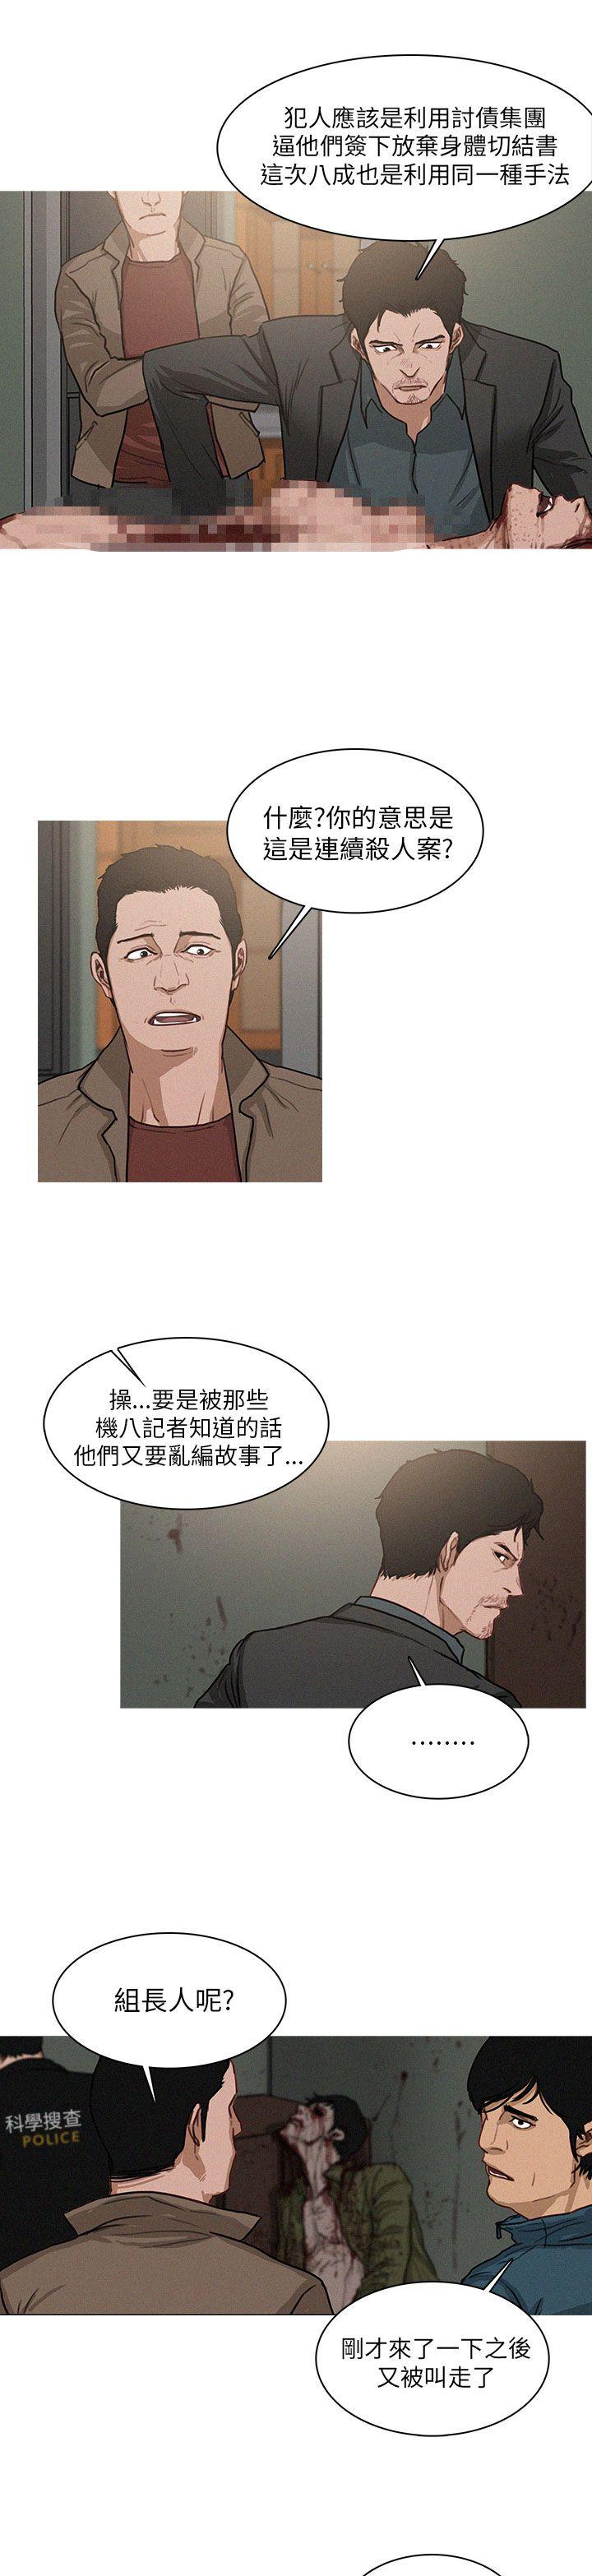 犯人應該是利用討債集團
逼他們簽下放棄身體切結書
這次八成也是利用同一種手法
什麼?你的意思是
這是連續殺人案?
操...要是被那些
機八記者知道的話
他們又要亂編故事了...
........
組長人呢?
科學搜查
POLICE
剛才來了一下之後
又被叫走了